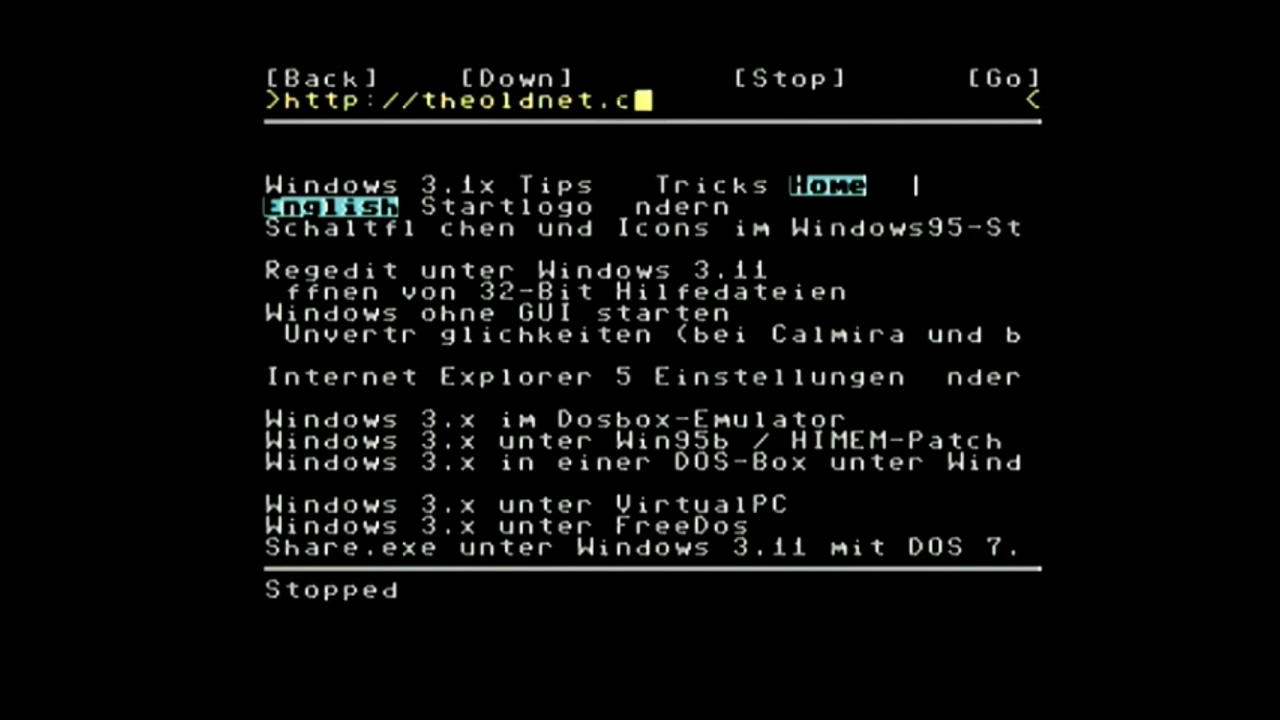 [Back] [Down] [Stop] [Go]
>http://theoldnet.c <
Windows 3.1x Tips Tricks Home |
English Startlogo ndern
Schaltfl chen und Icons im Windows95-St
Regedit unter Windows 3.11
ffnen von 32-Bit Hilfedateien
Windows ohne GUI starten
Unvertr glichkeiten (bei Calmira und b
Internet Explorer 5 Einstellungen nder
Windows 3.x im Dosbox-Emulator
Windows 3.x unter Win95b / HIMEM-Patch
Windows 3.x in einer DOS-Box unter Wind
Windows 3.x unter VirtualPC
Windows 3.x unter FreeDos
Share.exe unter Windows 3.11 mit DOS 7.
Stopped